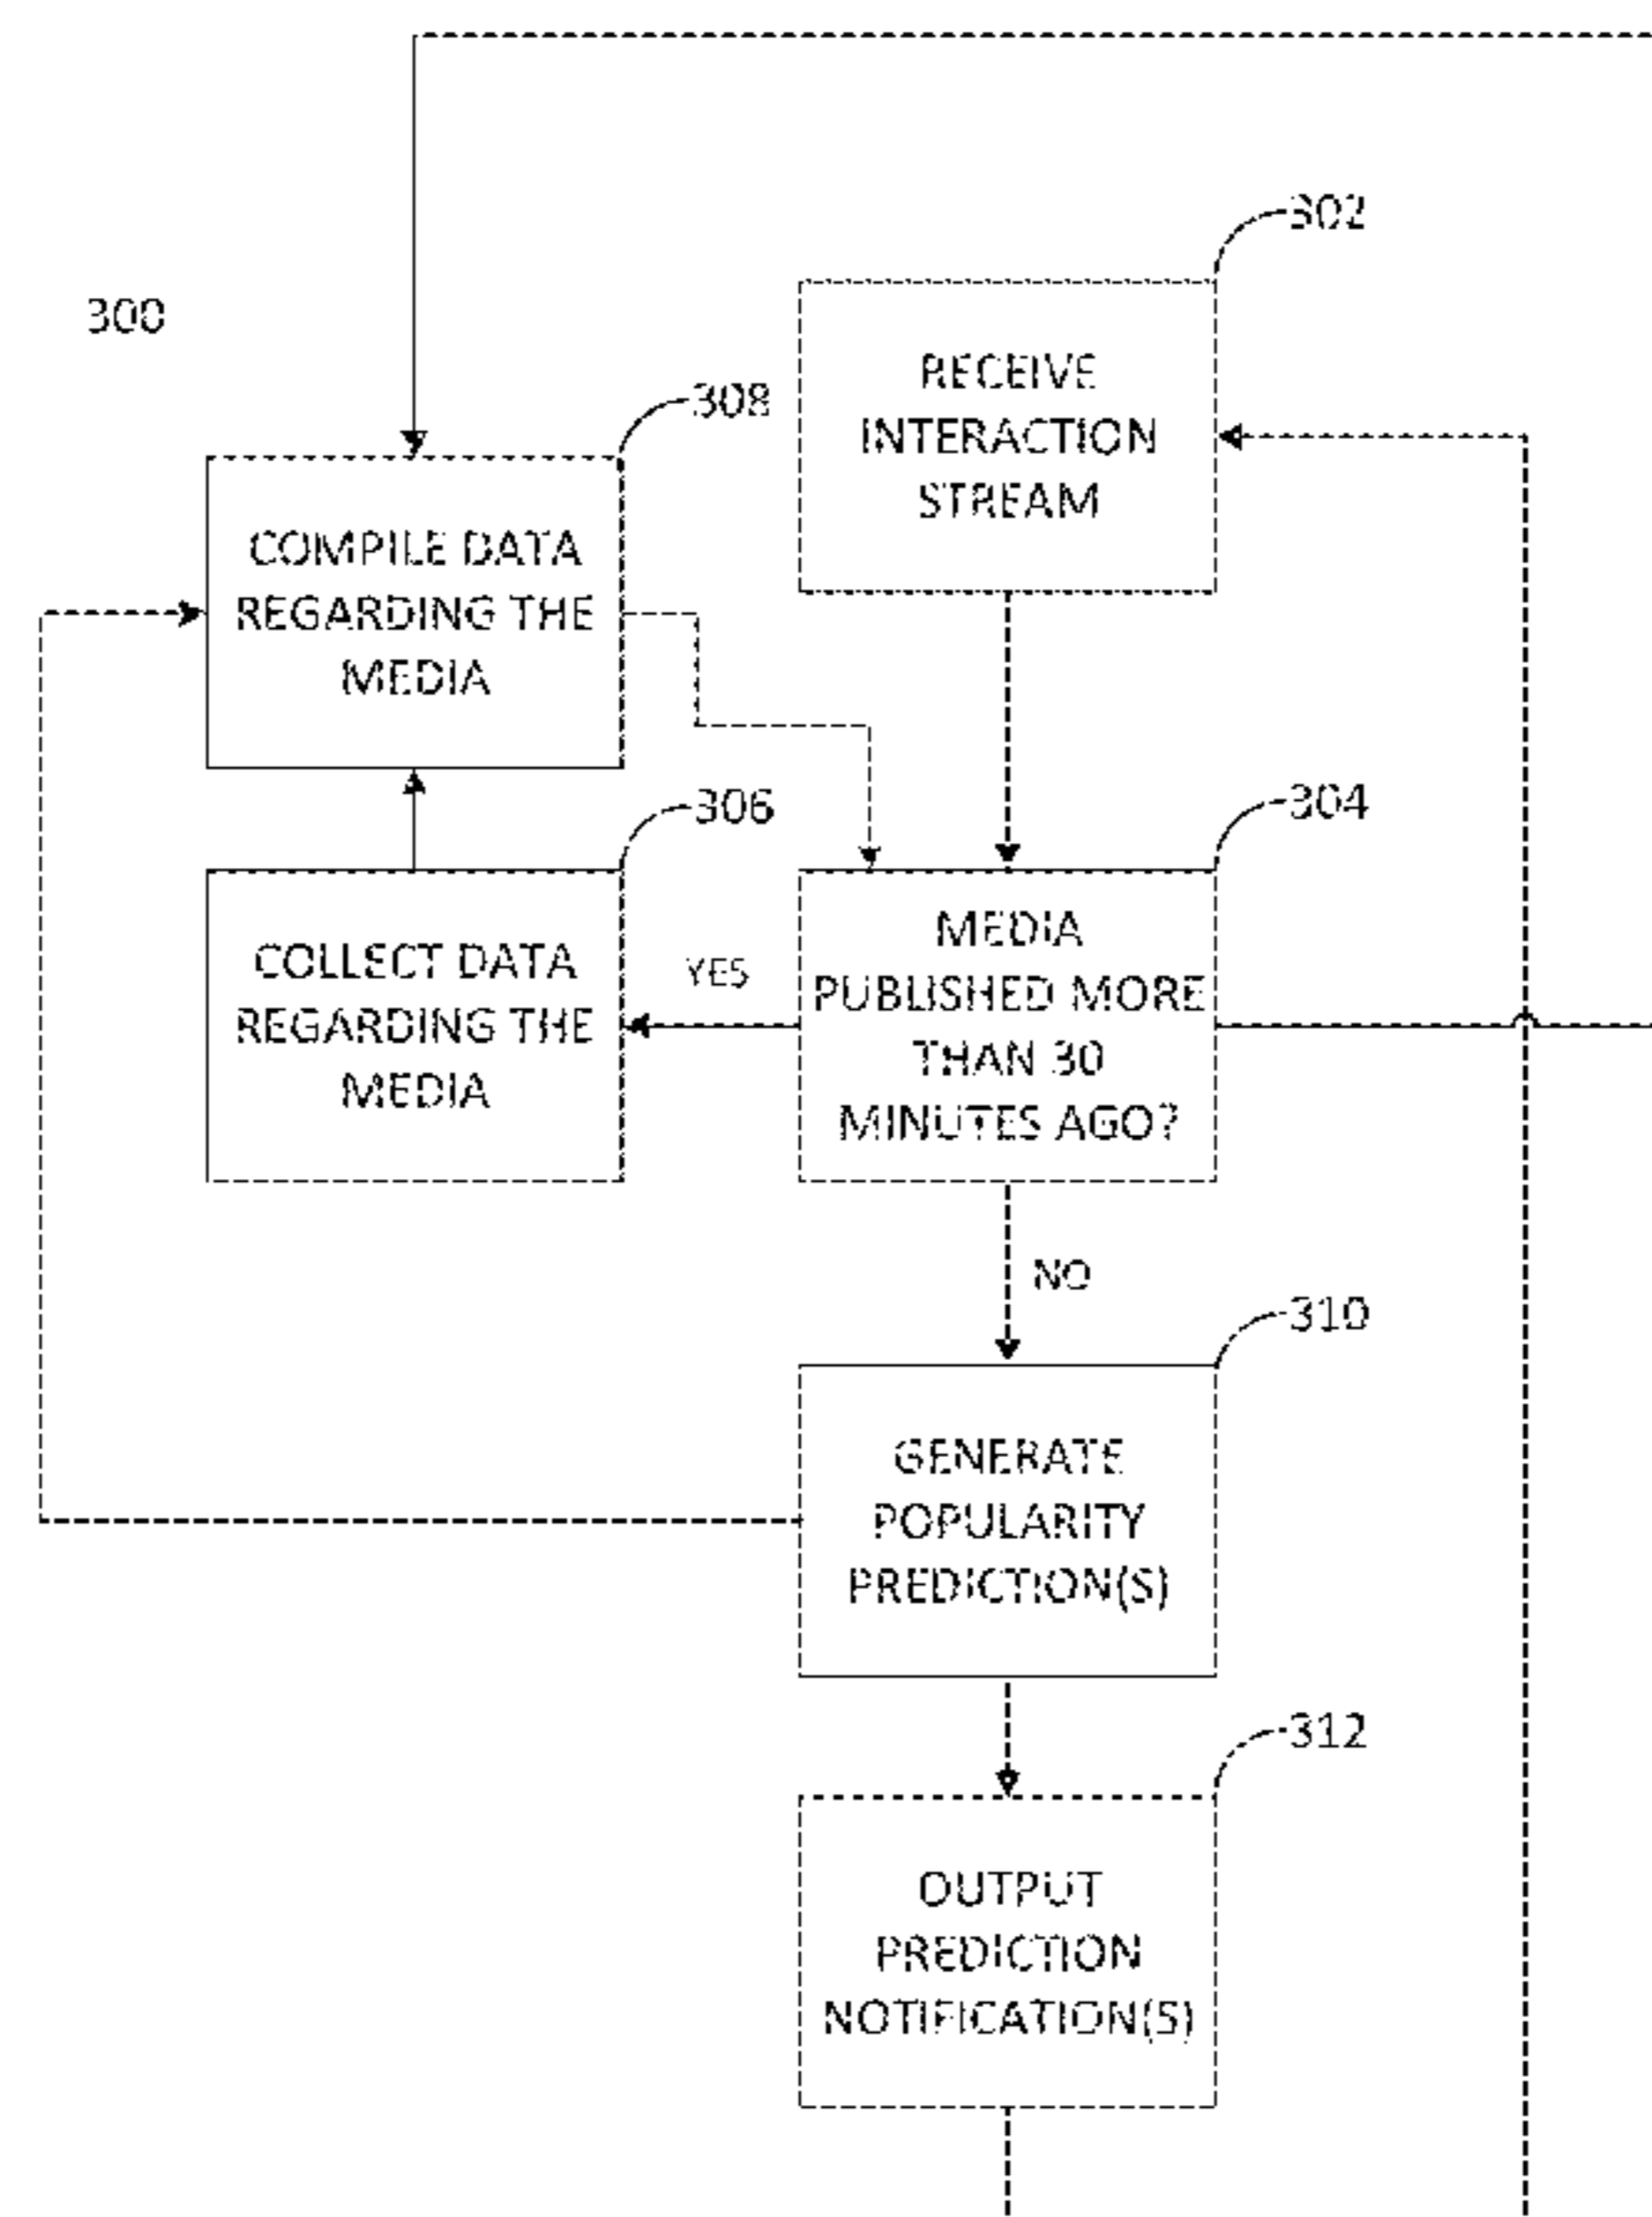 302
300
RECEIVE
INTERACTION
STREAM
308
COMPILE DATA
REGARDING THE
MEDIA
306
304
COLLECT DATA
REGARDING THE
MEDIA
YES
MEDIA
PUBLISHED MORE
THAN 30
MINUTES AGO?
NO
310
GENERATE
POPULARITY
PREDICTION(S)
312
OUTPUT
PREDICTION
NOTIFICATION(S)